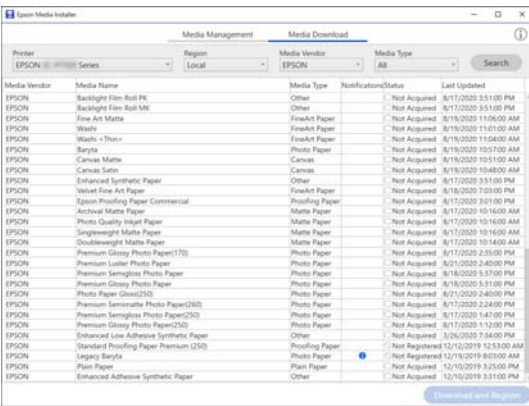 Epson Media Installer
Media Management Media Download
Printer Region Media Vendor Media Type
EPSON Series Local EPSON All Search
Media Vendor Media Name Media Type Notifications Status Last Updated
EPSON Backlight Film Roll PK Other Not Acquired 8/17/2020 3:51:00 PM
EPSON Backlight Film Roll MK Other Not Acquired 8/17/2020 3:51:00 PM
EPSON Fine Art Matte FineArt Paper Not Acquired 8/19/2020 11:06:00 AM
EPSON Washi FineArt Paper Not Acquired 8/19/2020 11:01:00 AM
EPSON Washi <Thin> FineArt Paper Not Acquired 8/19/2020 11:04:00 AM
EPSON Baryta Photo Paper Not Acquired 8/19/2020 10:57:00 AM
EPSON Canvas Matte Canvas Not Acquired 8/19/2020 10:51:00 AM
EPSON Canvas Satin Canvas Not Acquired 8/19/2020 10:48:00 AM
EPSON Enhanced Synthetic Paper Other Not Acquired 8/17/2020 3:51:00 PM
EPSON Velvet Fine Art Paper FineArt Paper Not Acquired 8/18/2020 7:03:00 PM
EPSON Epson Proofing Paper Commercial Proofing Paper Not Acquired 8/17/2020 3:01:00 PM
EPSON Archival Matte Paper Matte Paper Not Acquired 8/17/2020 10:16:00 AM
EPSON Photo Quality Inkjet Paper Matte Paper Not Acquired 8/17/2020 10:16:00 AM
EPSON Singleweight Matte Paper Matte Paper Not Acquired 8/17/2020 10:16:00 AM
EPSON Doubleweight Matte Paper Matte Paper Not Acquired 8/17/2020 10:14:00 AM
EPSON Premium Glossy Photo Paper(170) Photo Paper Not Acquired 8/17/2020 2:35:00 PM
EPSON Premium Luster Photo Paper Photo Paper Not Acquired 8/21/2020 2:40:00 PM
EPSON Premium Semigloss Photo Paper Photo Paper Not Acquired 8/18/2020 5:37:00 PM
EPSON Premium Glossy Photo Paper Photo Paper Not Acquired 8/18/2020 5:31:00 PM
EPSON Photo Paper Gloss(250) Photo Paper Not Acquired 8/21/2020 2:40:00 PM
EPSON Premium Semimatte Photo Paper(260) Photo Paper Not Acquired 8/17/2020 2:24:00 PM
EPSON Premium Semigloss Photo Paper(250) Photo Paper Not Acquired 8/17/2020 1:47:00 PM
EPSON Premium Glossy Photo Paper(250) Photo Paper Not Acquired 8/17/2020 1:12:00 PM
EPSON Enhanced Low Adhesive Synthetic Paper Other Not Acquired 3/26/2020 7:54:00 PM
EPSON Standard Proofing Paper Premium (250) Proofing Paper Not Registered 12/12/2019 12:53:00 AM
EPSON Legacy Baryta Photo Paper Not Registered 12/19/2019 8:03:00 AM
EPSON Plain Paper Plain Paper Not Acquired 12/10/2019 3:25:00 PM
EPSON Enhanced Adhesive Synthetic Paper Other Not Acquired 12/10/2019 3:31:00 PM
Download and Register